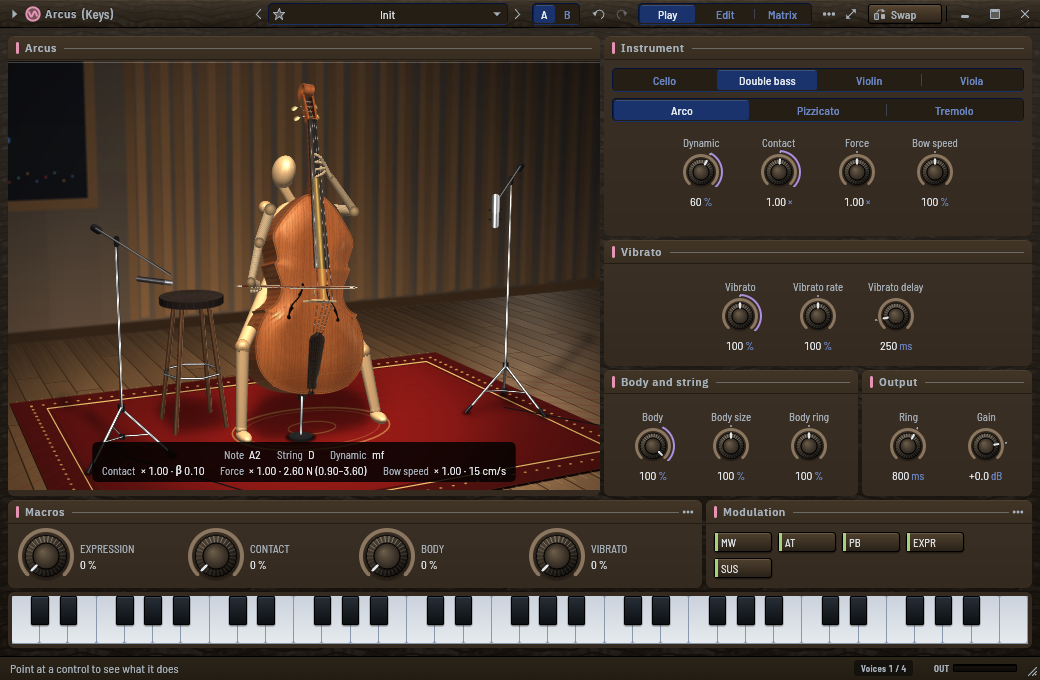 Arcus (Keys)
Init
A B
Play Edit Matrix
Swap
Arcus
Instrument
Cello Double bass Violin Viola
Arco Pizzicato Tremolo
Dynamic Contact Force Bow speed
60 % 1.00 × 1.00 × 100 %
Vibrato
Vibrato Vibrato rate Vibrato delay
100 % 100 % 250 ms
Body and string
Body Body size Body ring
100 % 100 % 100 %
Output
Ring Gain
800 ms +0.0 dB
Note A2 String D Dynamic mf
Contact × 1.00 · β 0.10 Force × 1.00 · 2.60 N (0.90–3.60) Bow speed × 1.00 · 15 cm/s
Macros
EXPRESSION
0 %
CONTACT
0 %
BODY
0 %
VIBRATO
0 %
Modulation
MW AT PB EXPR
SUS
Point at a control to see what it does
Voices 1 / 4
OUT